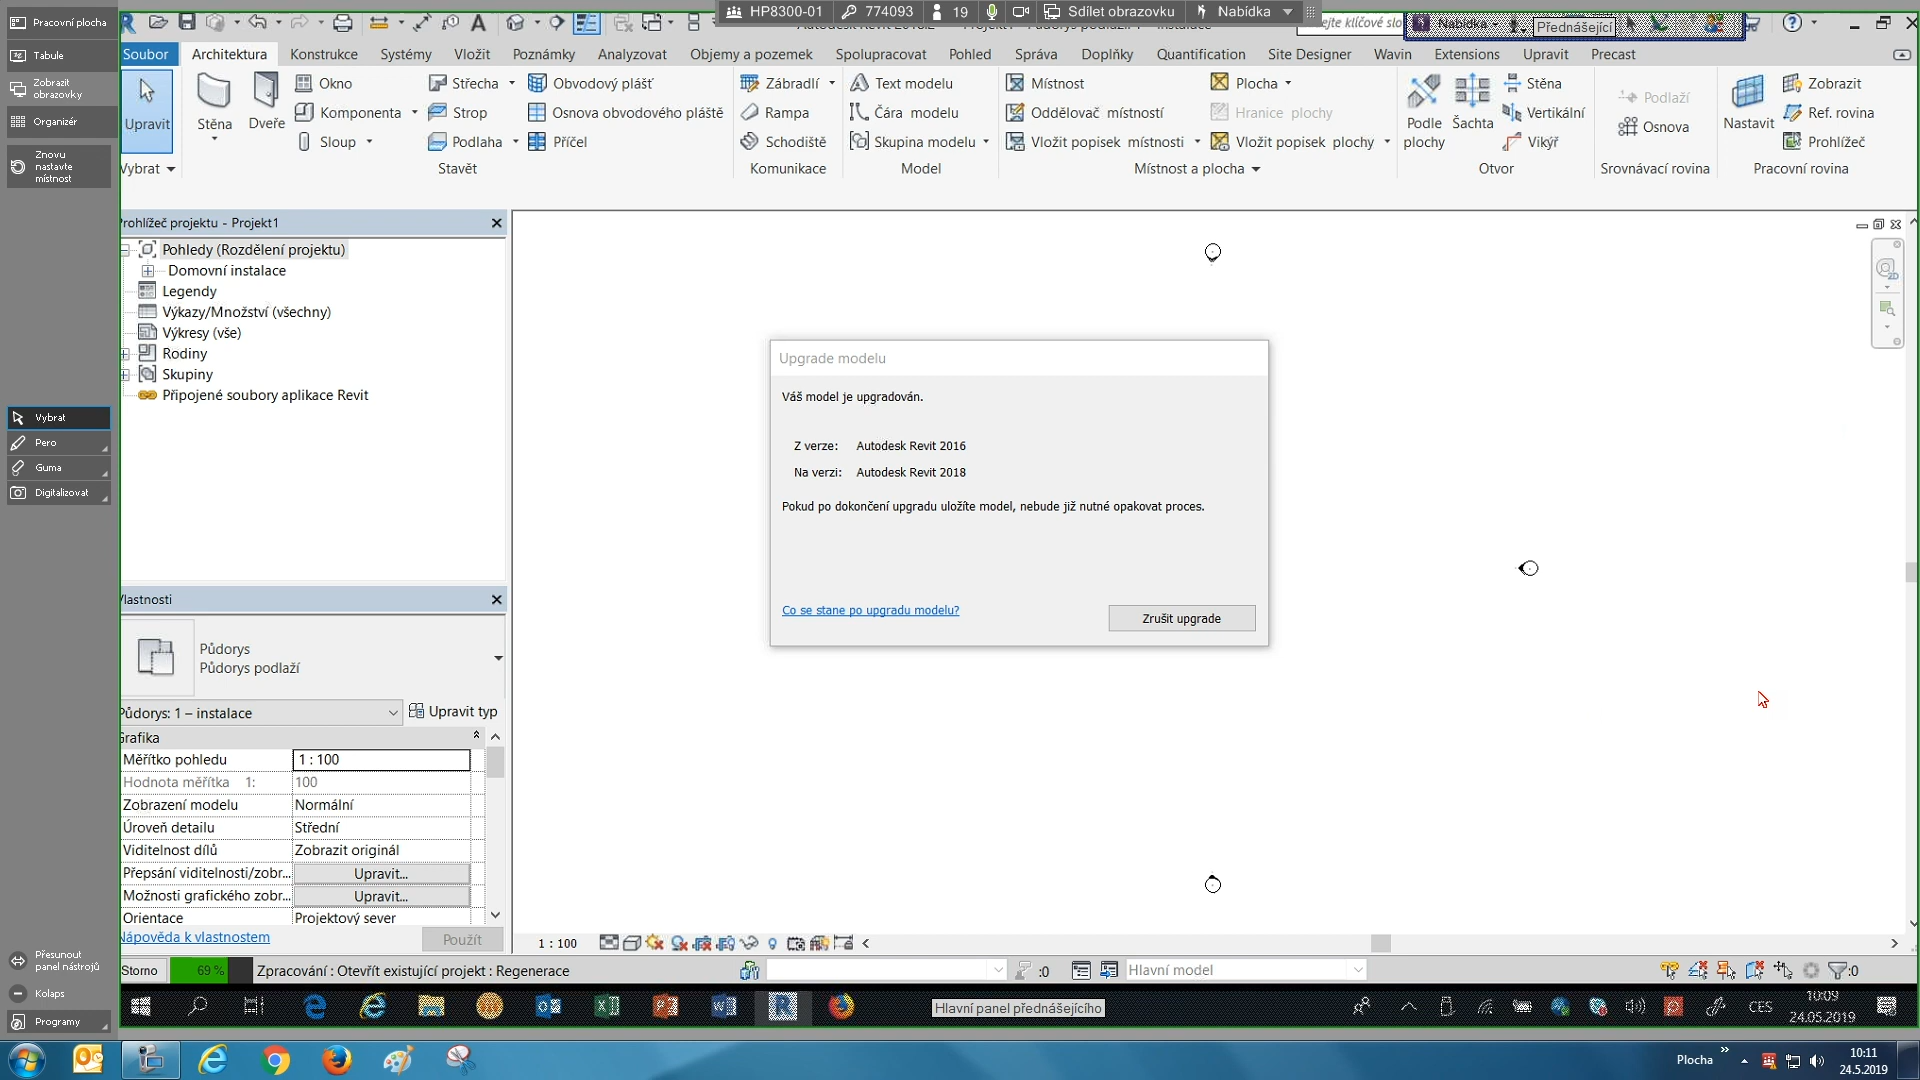 Pracovní plocha
Tabule
Zobrazit
obrazovky
Organizér
Znovu
nastavte
místnost
Vybrat
Pero
Guma
Digitalizovat
Přesunout
panel nástrojů
Kolaps
Programy
HP8300-01
774093
19
Sdílet obrazovku
Nabídka
Nabídka
Přednášející
Soubor
Architektura
Konstrukce
Systémy
Vložit
Poznámky
Analyzovat
Objemy a pozemek
Spolupracovat
Pohled
Správa
Doplňky
Quantification
Site Designer
Wavin
Extensions
Upravit
Precast
Upravit
Vybrat
Stěna
Dveře
Okno
Komponenta
Sloup
Střecha
Strop
Podlaha
Obvodový plášť
Osnova obvodového pláště
Příčel
Stavět
Zábradlí
Rampa
Schodiště
Komunikace
Text modelu
Čára modelu
Skupina modelu
Model
Místnost
Oddělovač místností
Vložit popisek místnosti
Plocha
Hranice plochy
Vložit popisek plochy
Místnost a plocha
Podle
plochy
Šachta
Stěna
Vertikální
Vikýř
Otvor
Podlaží
Osnova
Srovnávací rovina
Nastavit
Zobrazit
Ref. rovina
Prohlížeč
Pracovní rovina
Prohlížeč projektu - Projekt1
Pohledy (Rozdělení projektu)
Domovní instalace
Legendy
Výkazy/Množství (všechny)
Výkresy (vše)
Rodiny
Skupiny
Připojené soubory aplikace Revit
Upgrade modelu
Váš model je upgradován.
Z verze: Autodesk Revit 2016
Na verzi: Autodesk Revit 2018
Pokud po dokončení upgradu uložíte model, nebude již nutné opakovat proces.
Co se stane po upgradu modelu?
Zrušit upgrade
Vlastnosti
Půdorys
Půdorys podlaží
Půdorys: 1 – instalace
Upravit typ
Grafika
Měřítko pohledu 1 : 100
Hodnota měřítka 1: 100
Zobrazení modelu Normální
Úroveň detailu Střední
Viditelnost dílů Zobrazit originál
Přepsání viditelnosti/zobr... Upravit...
Možnosti grafického zobr... Upravit...
Orientace Projektový sever
Nápověda k vlastnostem
Použít
1 : 100
Storno
69 %
Zpracování : Otevřít existující projekt : Regenerace
:0
Hlavní model
:0
Hlavní panel přednášejícího
CES
10:09
24.05.2019
Plocha
10:11
24.5.2019